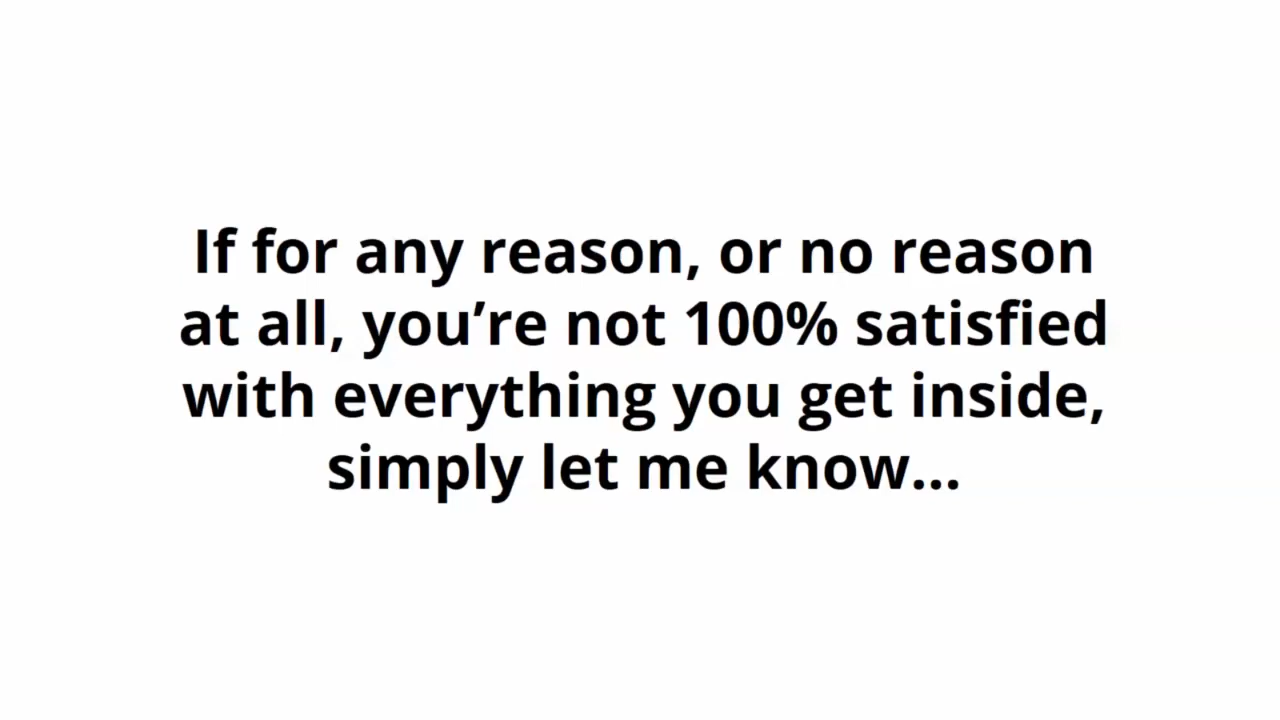 If for any reason, or no reason
at all, you’re not 100% satisfied
with everything you get inside,
simply let me know...